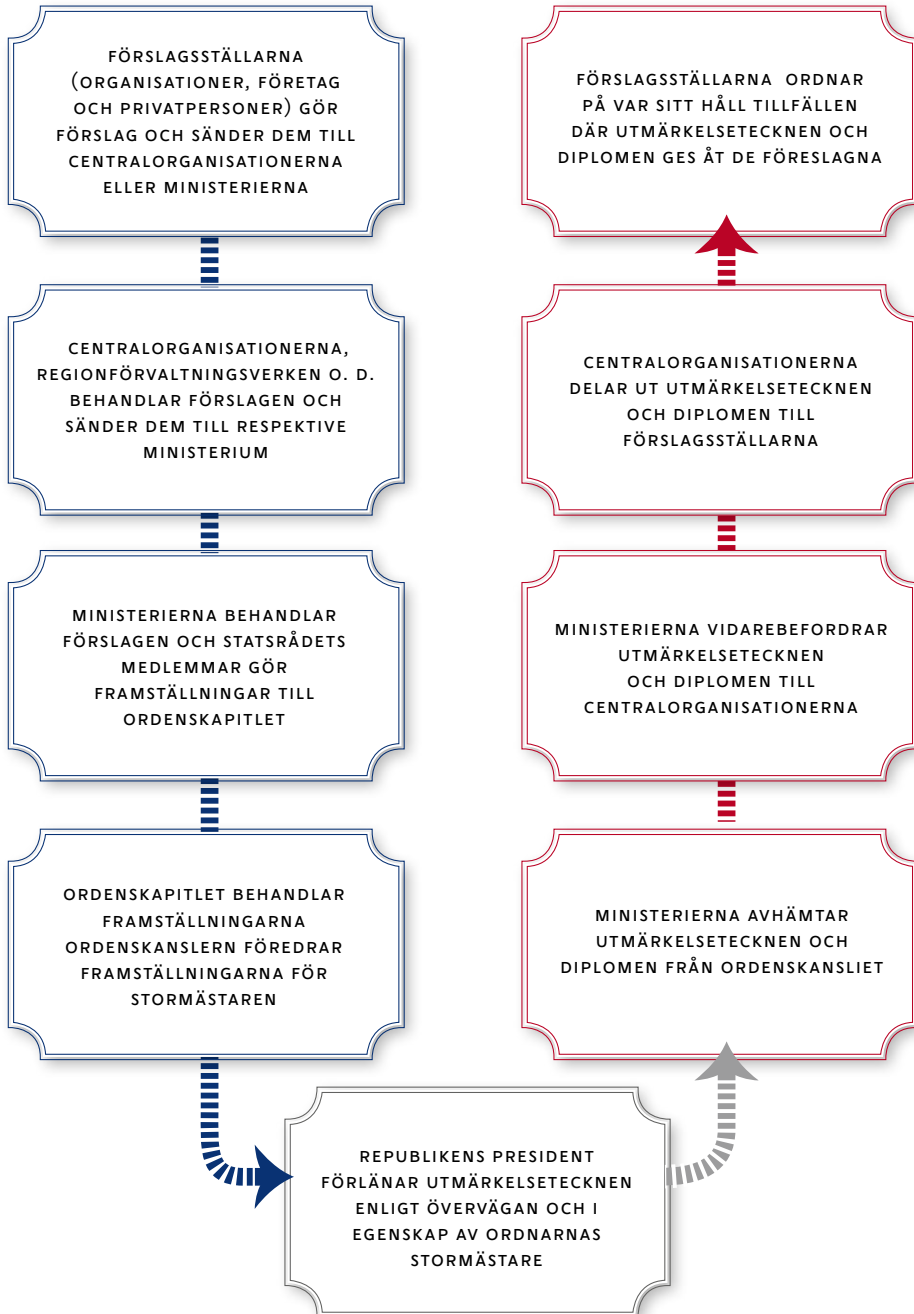 FÖRSLAGSSTÄLLARNA
(ORGANISATIONER, FÖRETAG
OCH PRIVATPERSONER) GÖR
FÖRSLAG OCH SÄNDER DEM TILL
CENTRALORGANISATIONERNA
ELLER MINISTERIERNA
CENTRALORGANISATIONERNA,
REGIONFÖRVALTNINGSVERKEN O. D.
BEHANDLAR FÖRSLAGEN OCH
SÄNDER DEM TILL RESPEKTIVE
MINISTERIUM
MINISTERIERNA BEHANDLAR
FÖRSLAGEN OCH STATSRÅDETS
MEDLEMMAR GÖR
FRAMSTÄLLNINGAR TILL
ORDENSKAPITLET
ORDENSKAPITLET BEHANDLAR
FRAMSTÄLLNINGARNA
ORDENSKANSLERN FÖREDRAR
FRAMSTÄLLNINGARNA FÖR
STORMÄSTAREN
REPUBLIKENS PRESIDENT
FÖRLÄNAR UTMÄRKELSETECKNEN
ENLIGT ÖVERVÄGAN OCH I
EGENSKAP AV ORDNARNAS
STORMÄSTARE
MINISTERIERNA AVHÄMTAR
UTMÄRKELSETECKNEN OCH
DIPLOMEN FRÅN ORDENSKANSLIET
MINISTERIERNA VIDAREBEFORDRAR
UTMÄRKELSETECKNEN
OCH DIPLOMEN TILL
CENTRALORGANISATIONERNA
CENTRALORGANISATIONERNA
DELAR UT UTMÄRKELSETECKNEN
OCH DIPLOMEN TILL
FÖRSLAGSSTÄLLARNA
FÖRSLAGSSTÄLLARNA ORDNAR
PÅ VAR SITT HÅLL TILLFÄLLEN
DÄR UTMÄRKELSETECKNEN OCH
DIPLOMEN GES ÅT DE FÖRESLAGNA